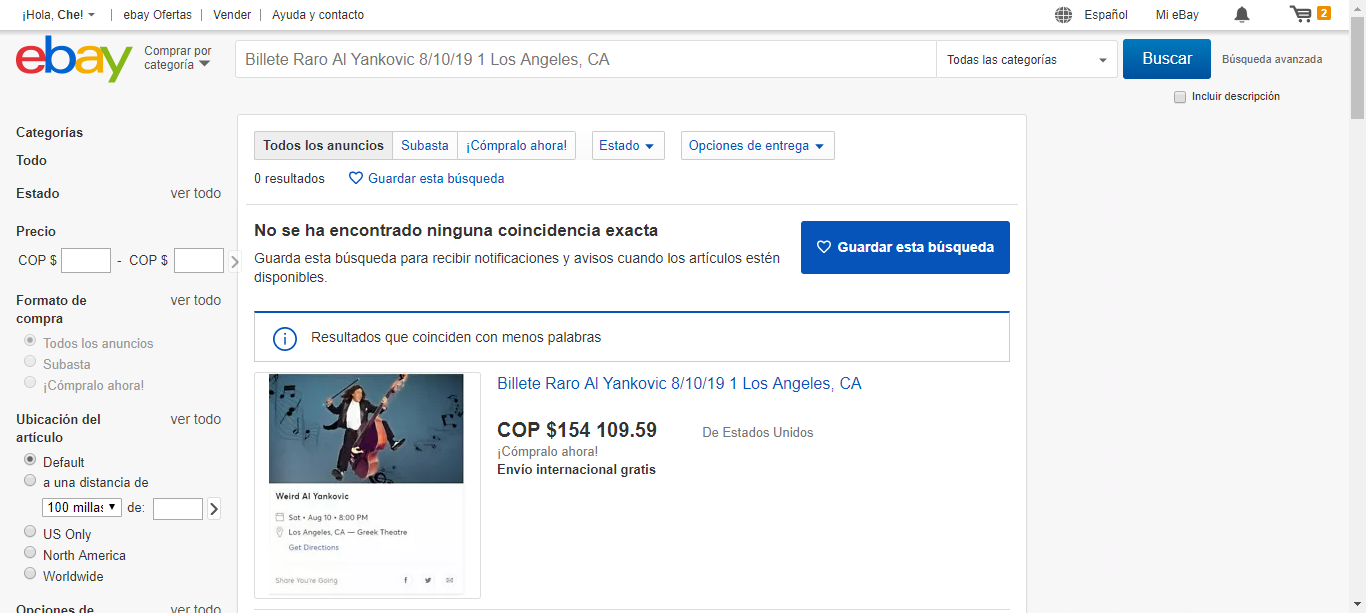 ¡Hola, Che! | ebay Ofertas | Vender | Ayuda y contacto Español Mi eBay 2
ebay
Comprar por
categoría
Billete Raro Al Yankovic 8/10/19 1 Los Angeles, CA
Todas las categorías
Buscar
Búsqueda avanzada
Incluir descripción
Categorías
Todo
Estado ver todo
Precio
COP $ - COP $
Formato de ver todo
compra
Todos los anuncios
Subasta
¡Cómpralo ahora!
Ubicación del ver todo
artículo
Default
a una distancia de
100 millas de:
US Only
North America
Worldwide
Opciones de ver todo
Todos los anuncios Subasta ¡Cómpralo ahora! Estado Opciones de entrega
0 resultados Guardar esta búsqueda
No se ha encontrado ninguna coincidencia exacta
Guarda esta búsqueda para recibir notificaciones y avisos cuando los artículos estén
disponibles.
Guardar esta búsqueda
Resultados que coinciden con menos palabras
Weird Al Yankovic
Sat • Aug 10 • 8:00 PM
Los Angeles, CA — Greek Theatre
Get Directions
Share You're Going
Billete Raro Al Yankovic 8/10/19 1 Los Angeles, CA
COP $154 109.59 De Estados Unidos
¡Cómpralo ahora!
Envío internacional gratis